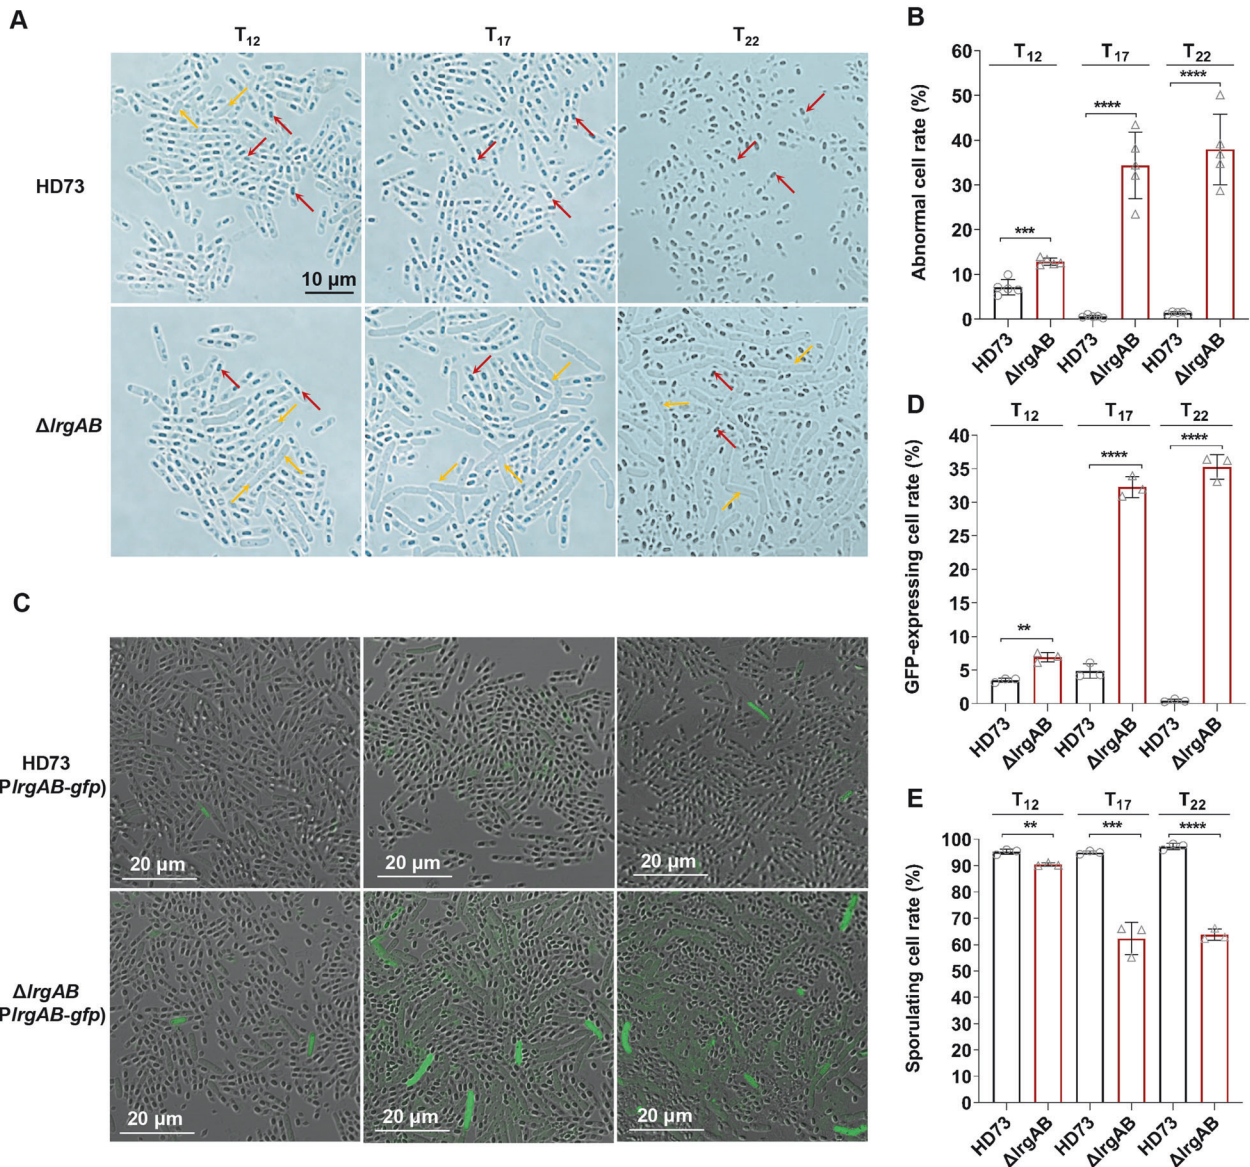 A
T12
T17
T22
HD73
10 µm
ΔlrgAB
B
T12
T17
T22
Abnormal cell rate (%)
60
50
40
30
20
10
0
***
****
****
HD73
ΔlrgAB
HD73
ΔlrgAB
HD73
ΔlrgAB
C
HD73
PlrgAB-gfp)
20 µm
20 µm
20 µm
ΔlrgAB
PlrgAB-gfp)
20 µm
20 µm
20 µm
D
T12
T17
T22
GFP-expressing cell rate (%)
40
35
30
25
20
15
10
5
0
**
****
****
HD73
ΔlrgAB
HD73
ΔlrgAB
HD73
ΔlrgAB
E
T12
T17
T22
Sporulating cell rate (%)
100
90
80
70
60
50
40
30
20
10
0
**
***
****
HD73
ΔlrgAB
HD73
ΔlrgAB
HD73
ΔlrgAB